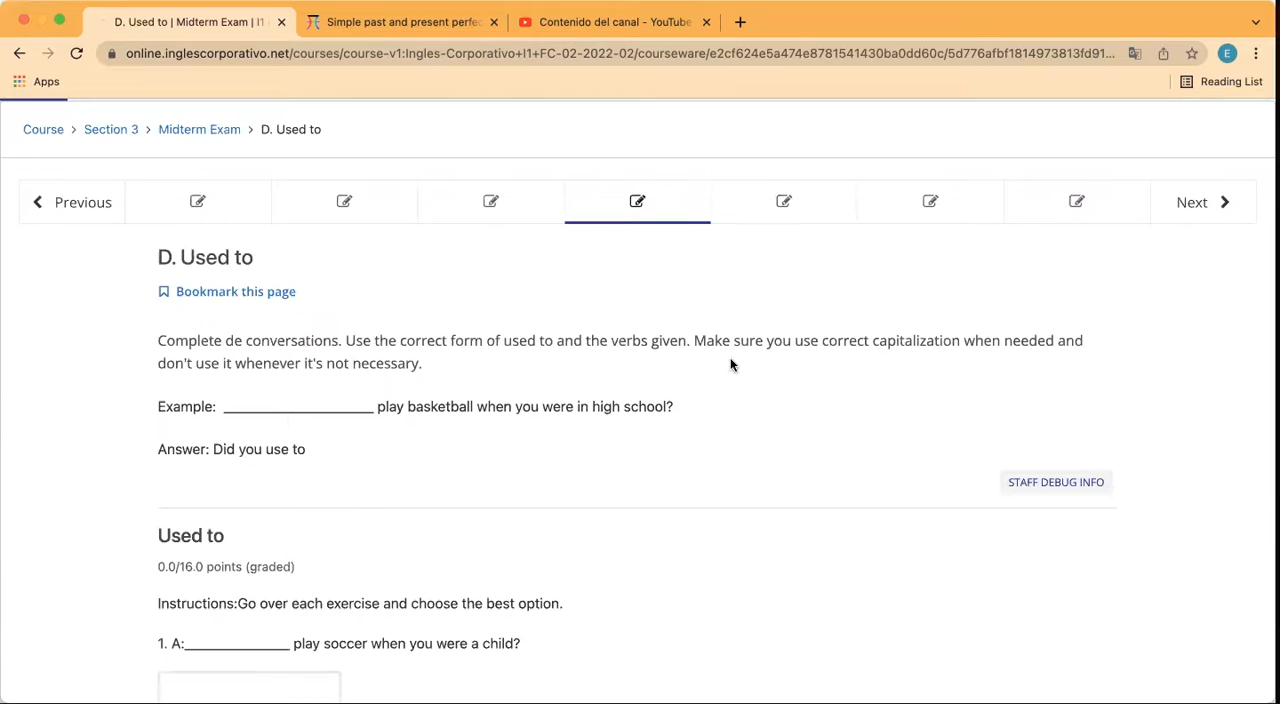 D. Used to | Midterm Exam | I1
Simple past and present perfec
Contenido del canal - YouTube
online.inglescorporativo.net/courses/course-v1:Ingles-Corporativo+I1+FC-02-2022-02/courseware/e2cf624e5a474e8781541430ba0dd60c/5d776afbf1814973813fd91...
E
Apps
Reading List
Course > Section 3 > Midterm Exam > D. Used to
Previous
Next
D. Used to
Bookmark this page
Complete de conversations. Use the correct form of used to and the verbs given. Make sure you use correct capitalization when needed and
don't use it whenever it's not necessary.
Example: ____________________ play basketball when you were in high school?
Answer: Did you use to
STAFF DEBUG INFO
Used to
0.0/16.0 points (graded)
Instructions:Go over each exercise and choose the best option.
1. A:______________ play soccer when you were a child?